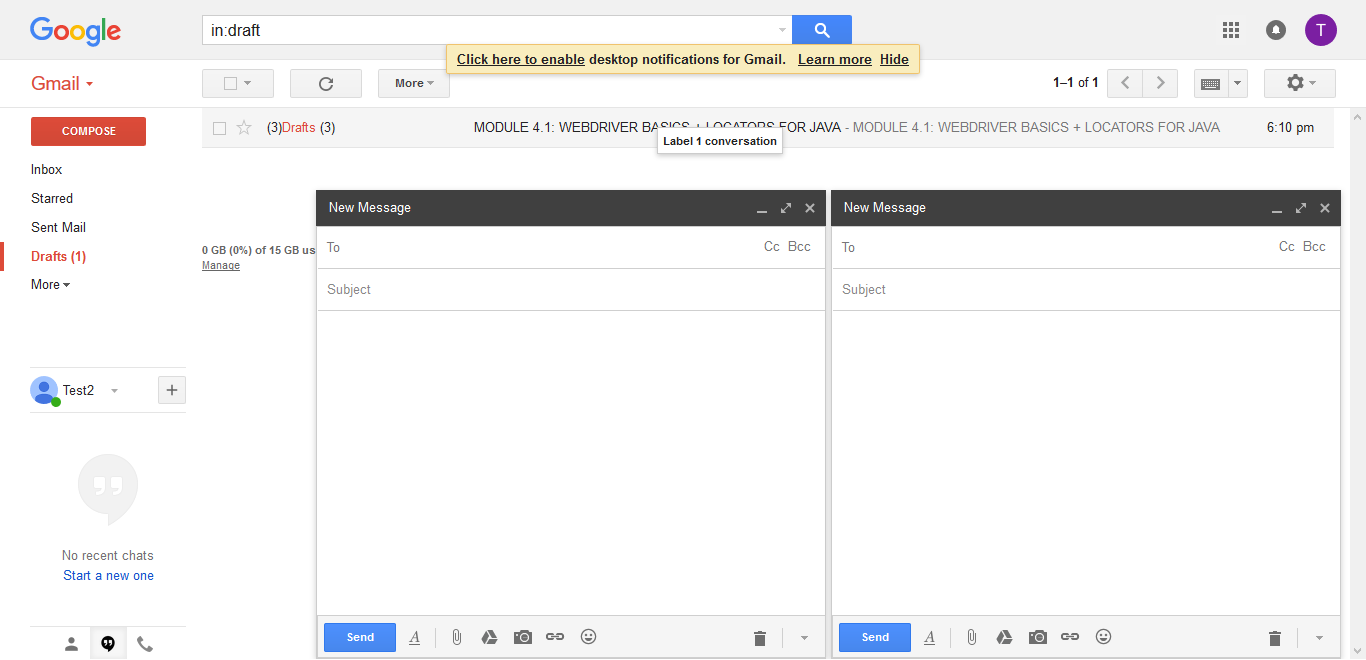 Google
in:draft
T
Click here to enable desktop notifications for Gmail. Learn more Hide
Gmail
More
1–1 of 1
COMPOSE
(3)Drafts (3)
MODULE 4.1: WEBDRIVER BASICS + LOCATORS FOR JAVA - MODULE 4.1: WEBDRIVER BASICS + LOCATORS FOR JAVA
6:10 pm
Label 1 conversation
Inbox
Starred
Sent Mail
Drafts (1)
More
0 GB (0%) of 15 GB us
Manage
New Message
To
Cc Bcc
Subject
Send
A
New Message
To
Cc Bcc
Subject
Send
A
Test2
No recent chats
Start a new one